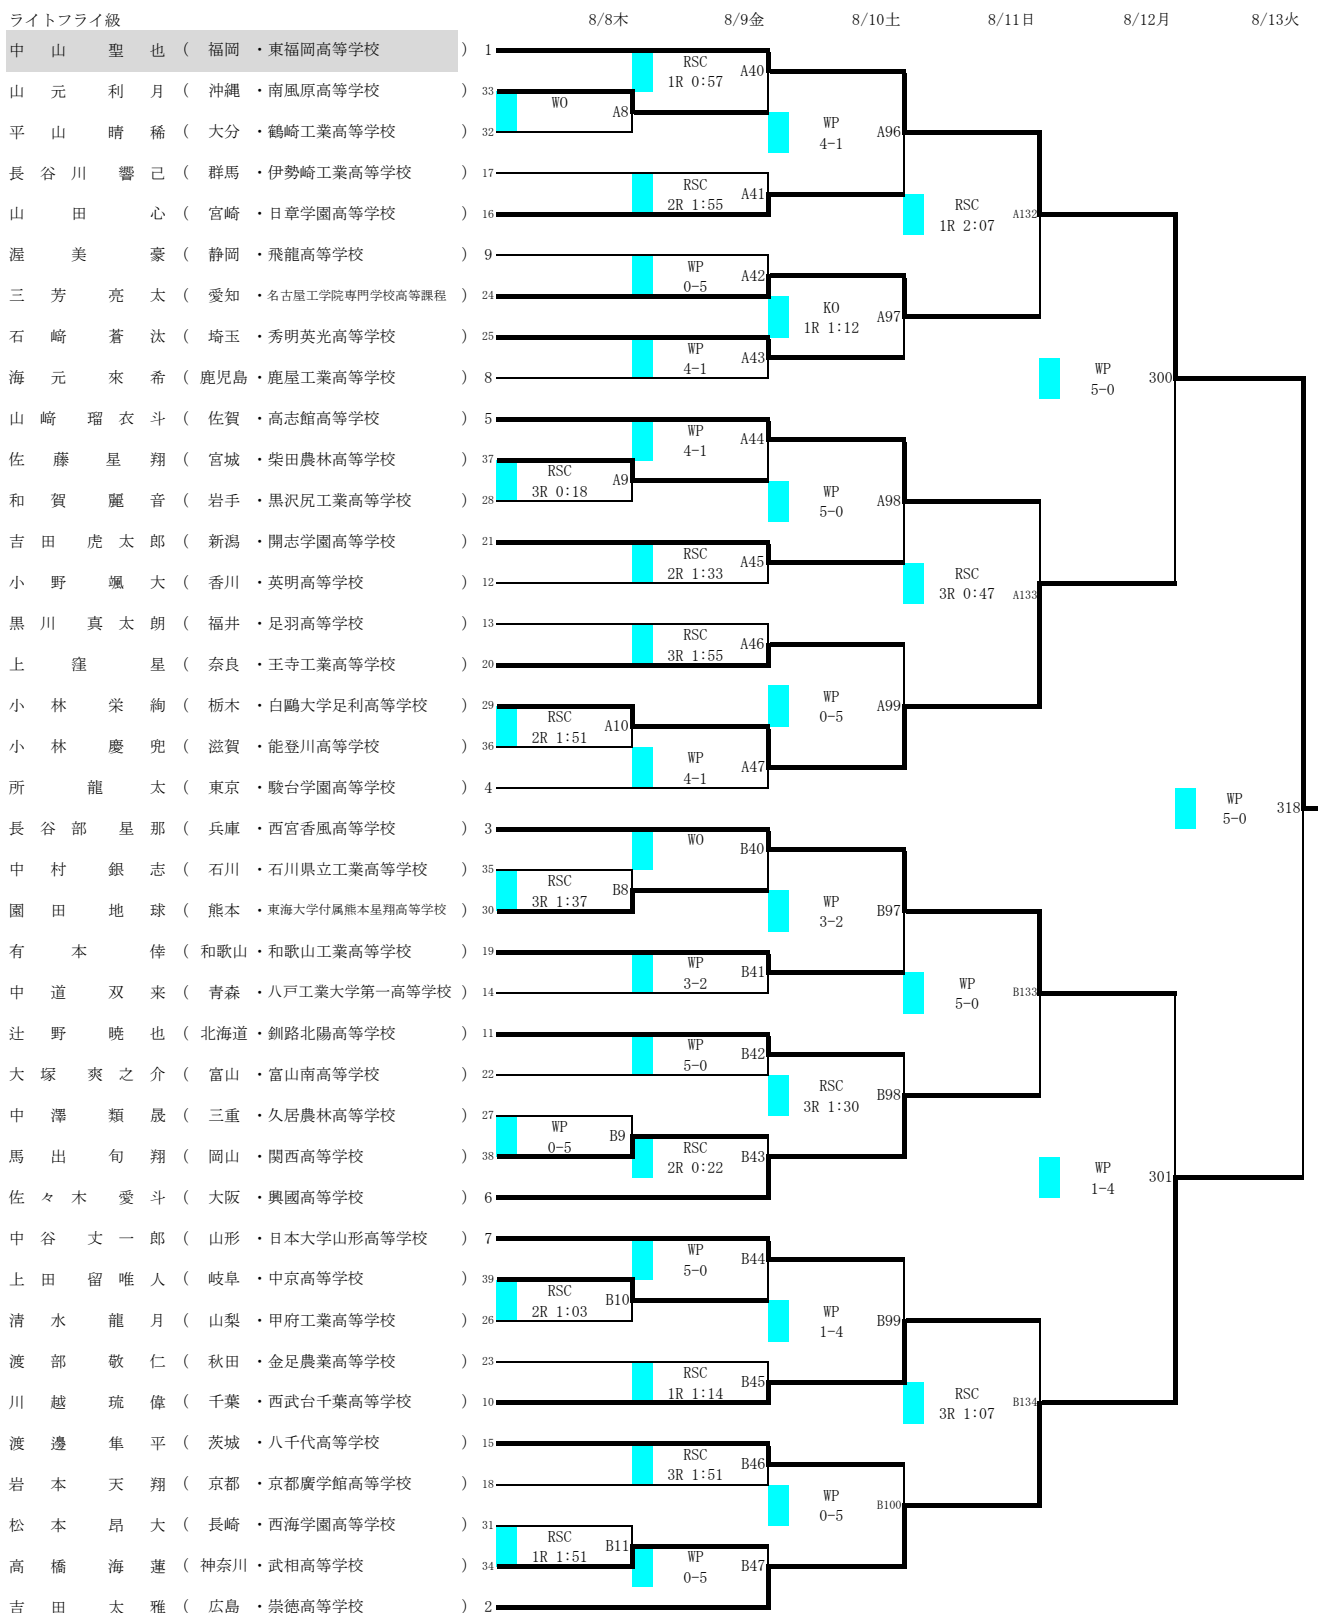 ライトフライ級 8/8木 8/9金 8/10土 8/11日 8/12月 8/13火
中山 聖也 ( 福岡 ・東福岡高等学校 ) 1
RSC 1R 0:57 A40
山元 利月 ( 沖縄 ・南風原高等学校 ) 33
WO A8
WP 4-1 A96
平山 晴稀 ( 大分 ・鶴崎工業高等学校 ) 32
長谷川 響己 ( 群馬 ・伊勢崎工業高等学校 ) 17
RSC 2R 1:55 A41
RSC 1R 2:07 A132
山田 心 ( 宮崎 ・日章学園高等学校 ) 16
渥美 豪 ( 静岡 ・飛龍高等学校 ) 9
WP 0-5 A42
三芳 亮太 ( 愛知 ・名古屋工学院専門学校高等課程 ) 24
KO 1R 1:12 A97
石﨑 蒼汰 ( 埼玉 ・秀明英光高等学校 ) 25
WP 4-1 A43
WP 5-0 300
海元 來希 ( 鹿児島 ・鹿屋工業高等学校 ) 8
山﨑 瑠衣斗 ( 佐賀 ・高志館高等学校 ) 5
WP 4-1 A44
佐藤 星翔 ( 宮城 ・柴田農林高等学校 ) 37
RSC 3R 0:18 A9
WP 5-0 A98
和賀 麗音 ( 岩手 ・黒沢尻工業高等学校 ) 28
吉田 虎太郎 ( 新潟 ・開志学園高等学校 ) 21
RSC 2R 1:33 A45
RSC 3R 0:47 A133
小野 颯大 ( 香川 ・英明高等学校 ) 12
黒川 真太朗 ( 福井 ・足羽高等学校 ) 13
RSC 3R 1:55 A46
上窪 星 ( 奈良 ・王寺工業高等学校 ) 20
WP 0-5 A99
小林 栄絢 ( 栃木 ・白鷗大学足利高等学校 ) 29
RSC 2R 1:51 A10
小林 慶兜 ( 滋賀 ・能登川高等学校 ) 36
WP 4-1 A47
所 龍太 ( 東京 ・駿台学園高等学校 ) 4
WP 5-0 318
長谷部 星那 ( 兵庫 ・西宮香風高等学校 ) 3
WO B40
中村 銀志 ( 石川 ・石川県立工業高等学校 ) 35
RSC 3R 1:37 B8
WP 3-2 B97
園田 地球 ( 熊本 ・東海大学付属熊本星翔高等学校 ) 30
有本 倖 ( 和歌山 ・和歌山工業高等学校 ) 19
WP 3-2 B41
WP 5-0 B133
中道 双来 ( 青森 ・八戸工業大学第一高等学校 ) 14
辻野 暁也 ( 北海道 ・釧路北陽高等学校 ) 11
WP 5-0 B42
大塚 爽之介 ( 富山 ・富山南高等学校 ) 22
RSC 3R 1:30 B98
中澤 類晟 ( 三重 ・久居農林高等学校 ) 27
WP 0-5 B9
馬出 旬翔 ( 岡山 ・関西高等学校 ) 38
RSC 2R 0:22 B43
WP 1-4 301
佐々木 愛斗 ( 大阪 ・興國高等学校 ) 6
中谷 丈一郎 ( 山形 ・日本大学山形高等学校 ) 7
WP 5-0 B44
上田 留唯人 ( 岐阜 ・中京高等学校 ) 39
RSC 2R 1:03 B10
WP 1-4 B99
清水 龍月 ( 山梨 ・甲府工業高等学校 ) 26
渡部 敬仁 ( 秋田 ・金足農業高等学校 ) 23
RSC 1R 1:14 B45
RSC 3R 1:07 B134
川越 琉偉 ( 千葉 ・西武台千葉高等学校 ) 10
渡邊 隼平 ( 茨城 ・八千代高等学校 ) 15
RSC 3R 1:51 B46
岩本 天翔 ( 京都 ・京都廣学館高等学校 ) 18
WP 0-5 B100
松本 昂大 ( 長崎 ・西海学園高等学校 ) 31
RSC 1R 1:51 B11
高橋 海蓮 ( 神奈川 ・武相高等学校 ) 34
WP 0-5 B47
吉田 太雅 ( 広島 ・崇徳高等学校 ) 2